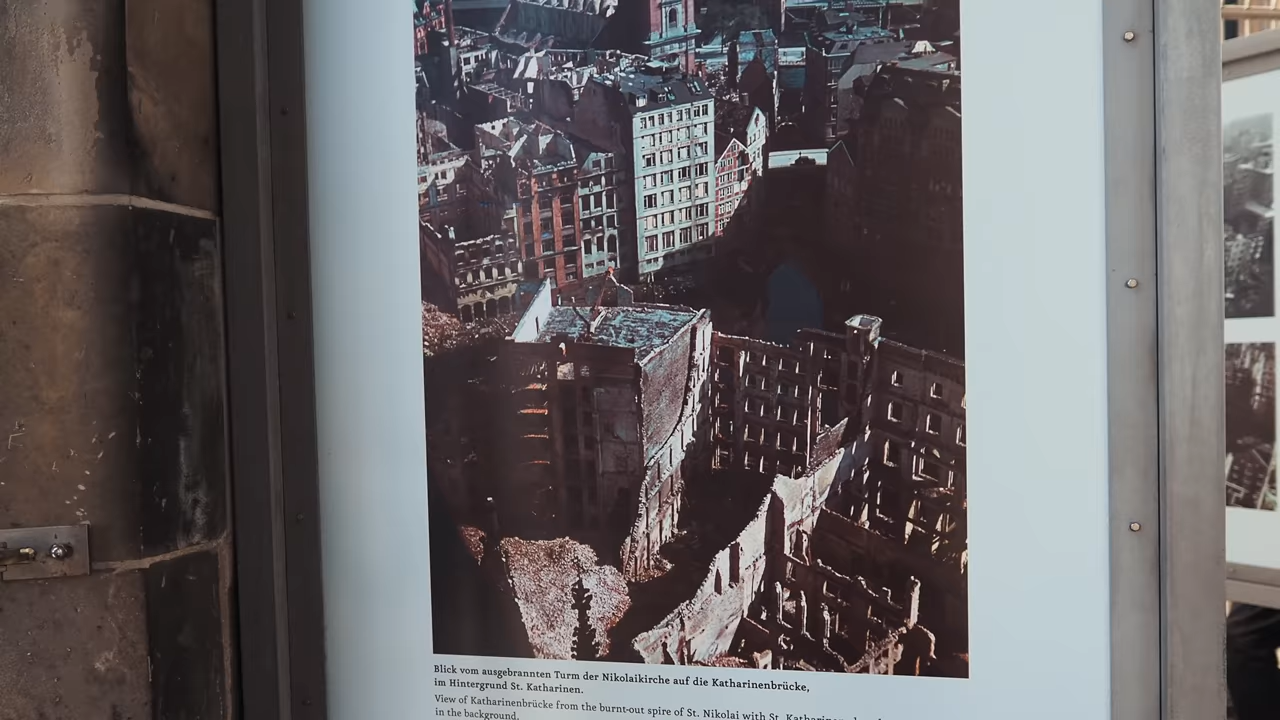 Blick vom ausgebrannten Turm der Nikolaikirche auf die Katharinenbrücke,
im Hintergrund St. Katharinen.
View of Katharinenbrücke from the burnt-out spire of St. Nikolai with St.
in the background.